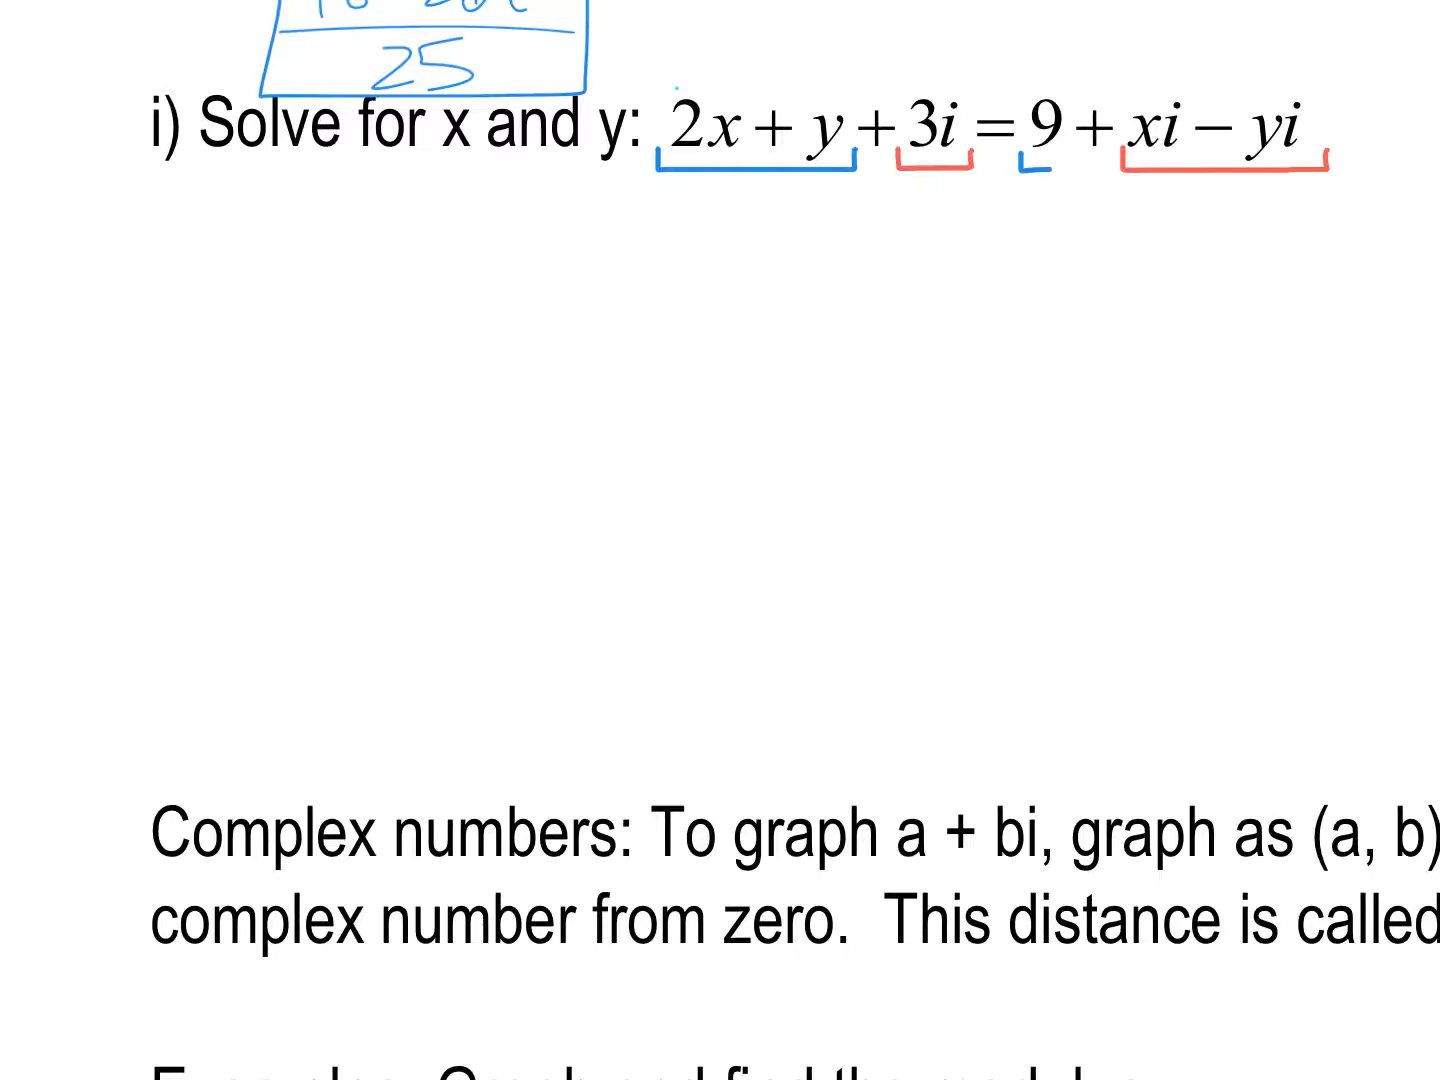 25
i) Solve for x and y: 2x + y + 3i = 9 + xi − yi
Complex numbers: To graph a + bi, graph as (a, b)
complex number from zero.  This distance is called